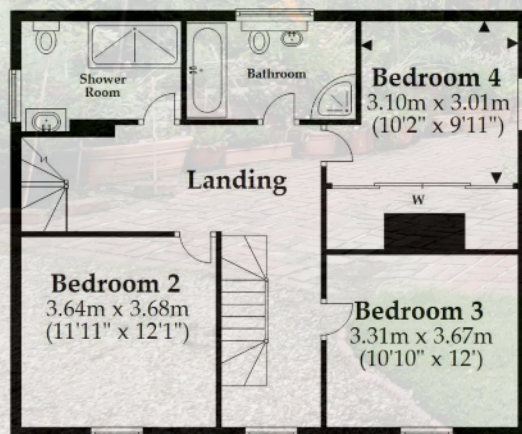 Shower
Room
Bathroom
Bedroom 4
3.10m x 3.01m
(10'2" x 9'11")
Landing
W
Bedroom 2
3.64m x 3.68m
(11'11" x 12'1")
Bedroom 3
3.31m x 3.67m
(10'10" x 12')